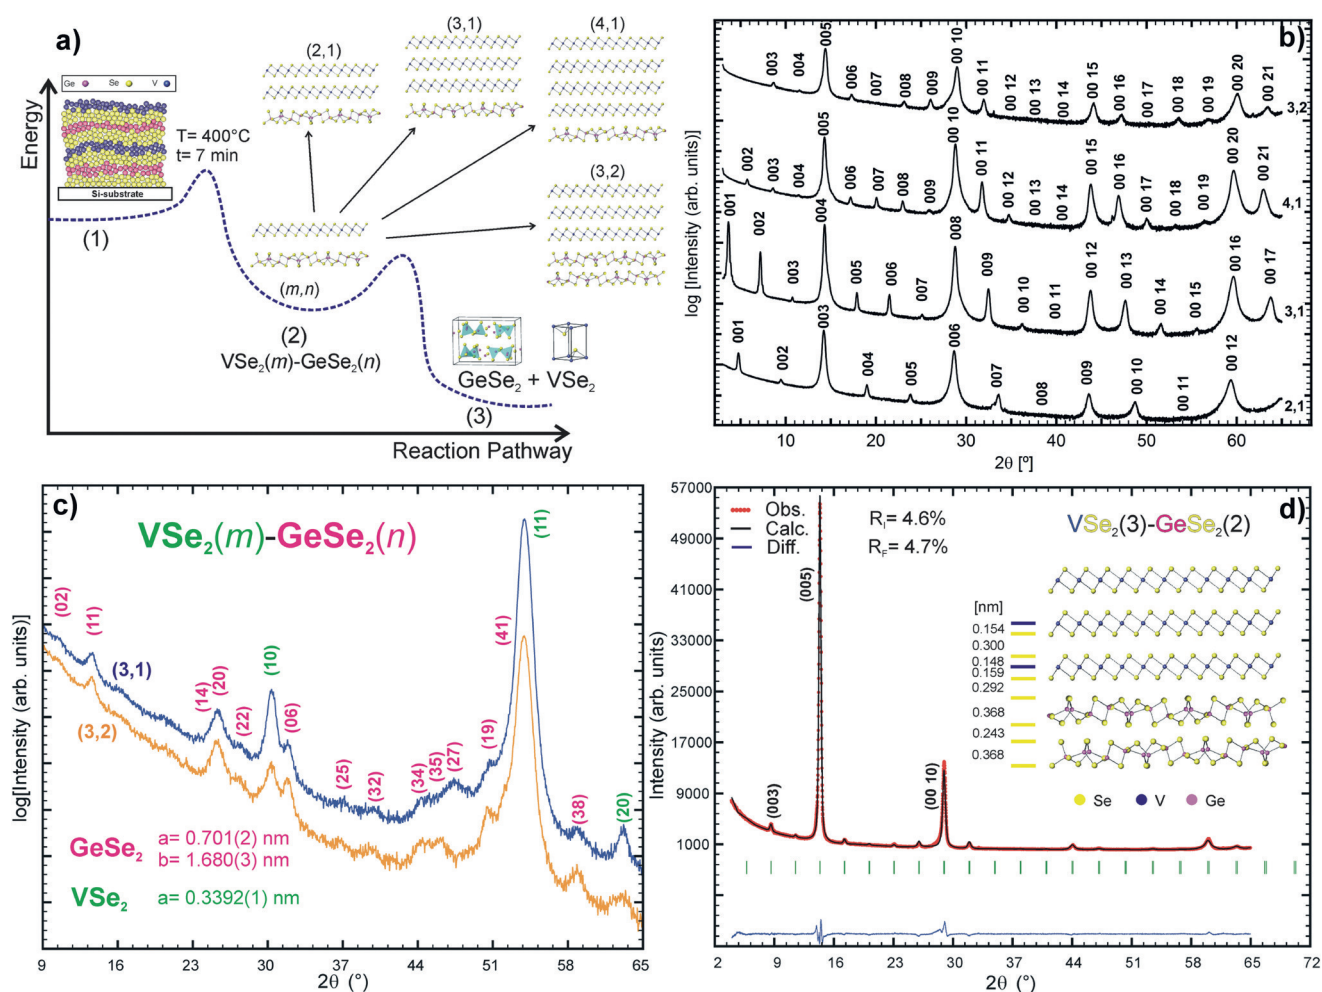 a)
Energy
Ge Se V
Si-substrate
T= 400°C
t= 7 min
(1)
(2,1)
(3,1)
(4,1)
(3,2)
(m,n)
(2)
VSe₂(m)-GeSe₂(n)
GeSe₂ + VSe₂
(3)
Reaction Pathway
b)
log [Intensity (arb. units)]
003 004 005 006 007 008 009 00 10 00 11 00 12 00 13 00 14 00 15 00 16 00 17 00 18 00 19 00 20 00 21
3,2
002 003 004 005 006 007 008 009 00 10 00 11 00 12 00 13 00 14 00 15 00 16 00 17 00 18 00 19 00 20 00 21
4,1
001 002 003 004 005 006 007 008 009 00 10 00 11 00 12 00 13 00 14 00 15 00 16 00 17
3,1
001 002 003 004 005 006 007 008 009 00 10 00 11 00 12
2,1
10 20 30 40 50 60
2θ [º]
c)
VSe₂(m)-GeSe₂(n)
log[Intensity (arb. units)]
(02) (11) (14) (20) (22) (10) (06) (25) (32) (34) (35) (27) (19) (41) (11) (38) (20)
(3,1)
(3,2)
GeSe₂
a= 0.701(2) nm
b= 1.680(3) nm
VSe₂
a= 0.3392(1) nm
9 16 23 30 37 44 51 58 65
2θ (°)
d)
Intensity (arb. units)
57000
49000
41000
33000
25000
17000
9000
1000
Obs.
Calc.
Diff.
R_I= 4.6%
R_F= 4.7%
VSe₂(3)-GeSe₂(2)
(003)
(005)
(00 10)
[nm]
0.154
0.300
0.148
0.159
0.292
0.368
0.243
0.368
Se V Ge
2 9 16 23 30 37 44 51 58 65 72
2θ (°)